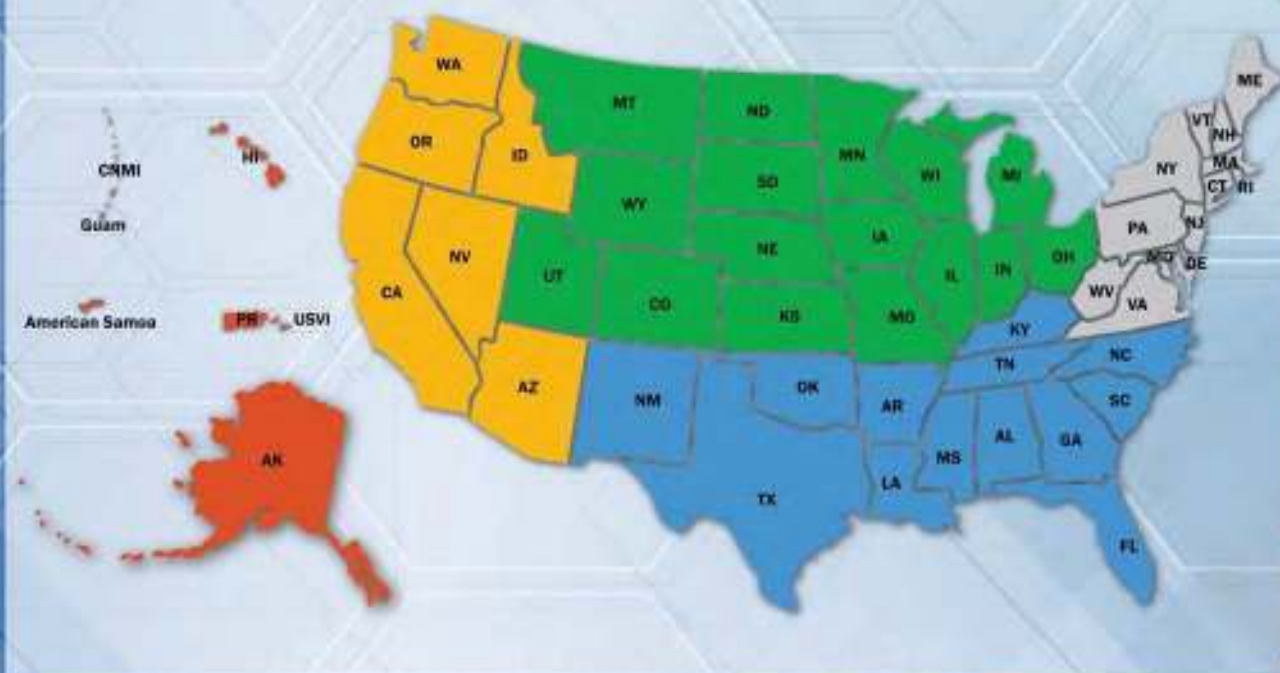 WA
MT
ND
ME
VT
NH
OR
ID
MN
MA
NY
CNMI
HI
WI
MI
CT
RI
SD
WY
Guam
NJ
PA
IA
NE
MD
DE
NV
UT
IL
IN
OH
CA
CO
WV
VA
KS
MO
American Samoa
PR
USVI
KY
NC
TN
AZ
OK
NM
SC
AR
AL
GA
AK
MS
LA
TX
FL